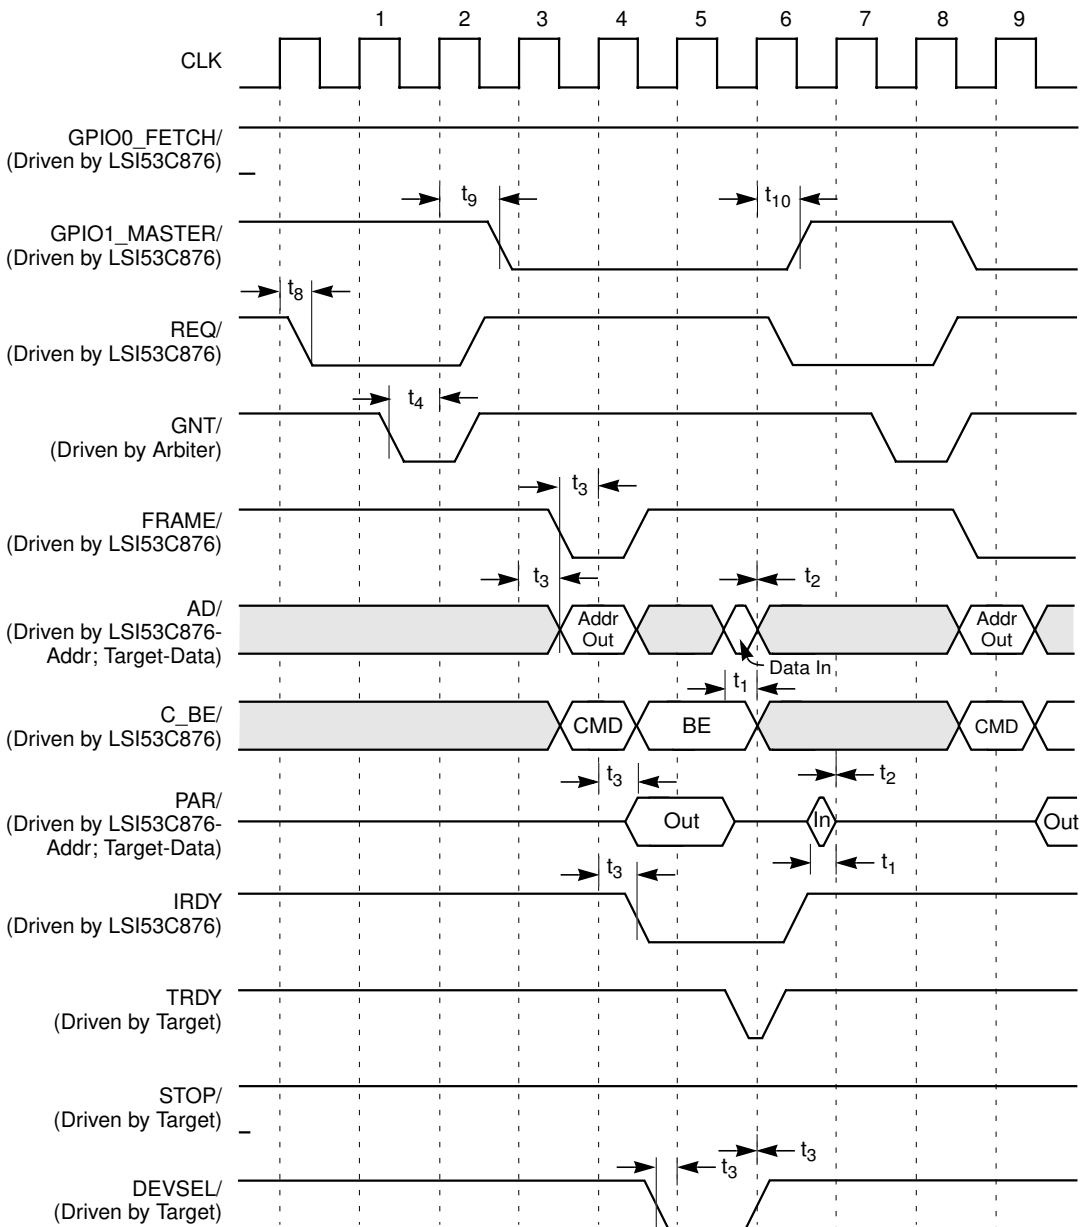 1 2 3 4 5 6 7 8 9
CLK
GPIO0_FETCH/
(Driven by LSI53C876)
t9 t10
GPIO1_MASTER/
(Driven by LSI53C876)
t8
REQ/
(Driven by LSI53C876)
t4
GNT/
(Driven by Arbiter)
t3
FRAME/
(Driven by LSI53C876)
t3 t2
AD/
(Driven by LSI53C876-
Addr; Target-Data)
Addr
Out
Addr
Out
Data In
t1
C_BE/
(Driven by LSI53C876)
CMD BE CMD
t3 t2
PAR/
(Driven by LSI53C876-
Addr; Target-Data)
Out In Out
t3 t1
IRDY
(Driven by LSI53C876)
TRDY
(Driven by Target)
STOP/
(Driven by Target)
t3 t3
DEVSEL/
(Driven by Target)